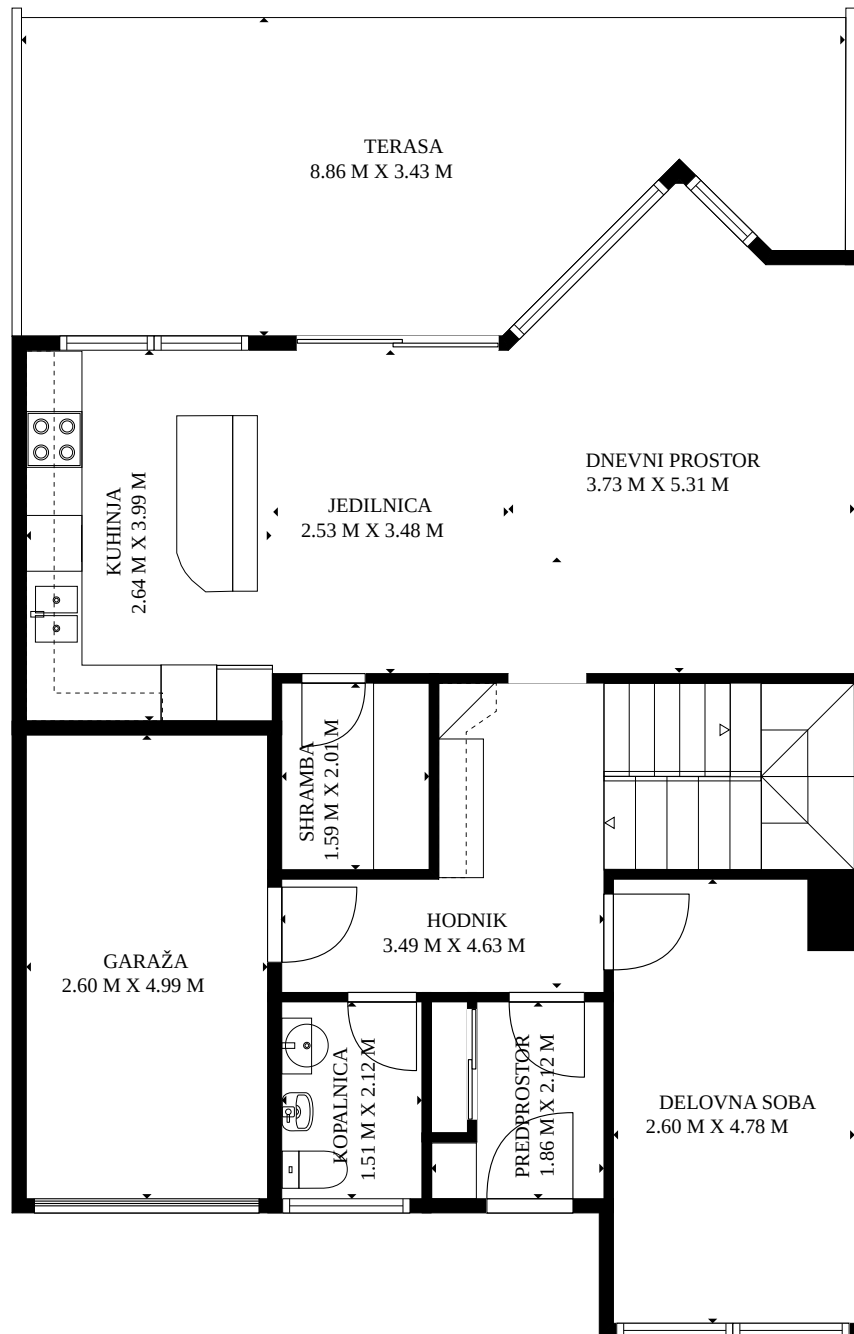 TERASA
8.86 M X 3.43 M
DNEVNI PROSTOR
3.73 M X 5.31 M
JEDILNICA
2.53 M X 3.48 M
KUHINJA
2.64 M X 3.99 M
SHRAMBA
1.59 M X 2.01 M
HODNIK
3.49 M X 4.63 M
GARAŽA
2.60 M X 4.99 M
KOPALNICA
1.51 M X 2.12 M
PREDPROSTOR
1.86 M X 2.12 M
DELOVNA SOBA
2.60 M X 4.78 M